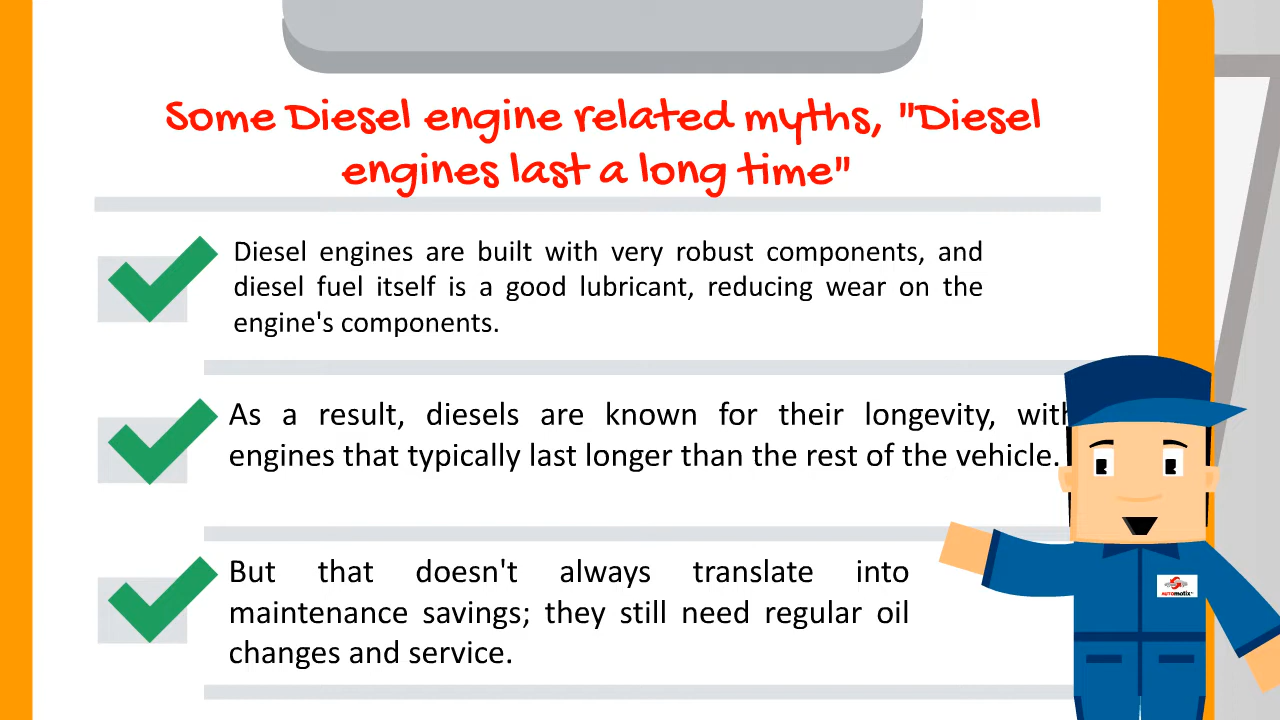 Some Diesel engine related myths, "Diesel
engines last a long time"
Diesel engines are built with very robust components, and
diesel fuel itself is a good lubricant, reducing wear on the
engine's components.
As a result, diesels are known for their longevity, with
engines that typically last longer than the rest of the vehicle.
But that doesn't always translate into
maintenance savings; they still need regular oil
changes and service.
AUTOmotix